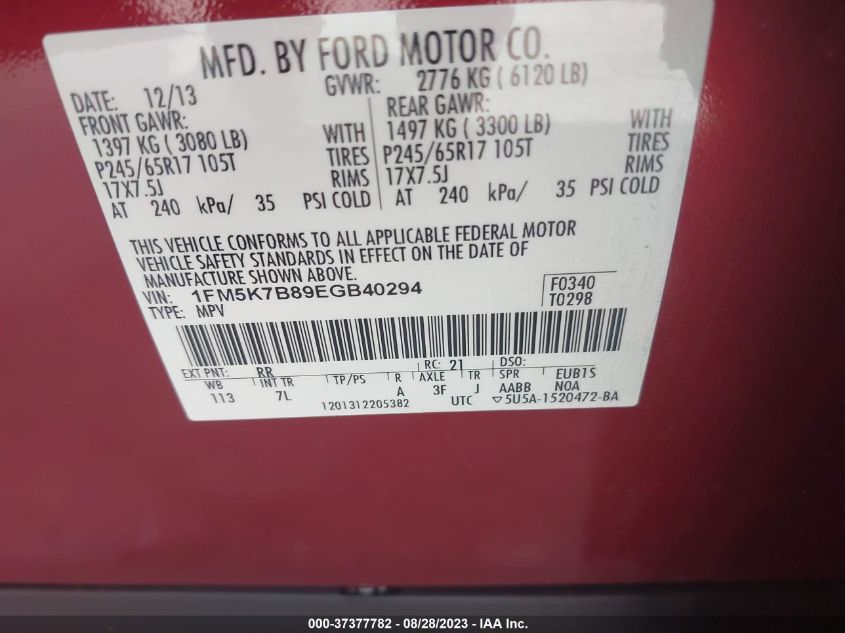 MFD. BY FORD MOTOR CO.
DATE: 12/13 GVWR: 2776 KG ( 6120 LB)
FRONT GAWR: REAR GAWR:
1397 KG ( 3080 LB) WITH 1497 KG ( 3300 LB) WITH
P245/65R17 105T TIRES P245/65R17 105T TIRES
17X7.5J RIMS 17X7.5J RIMS
AT 240 kPa/ 35 PSI COLD AT 240 kPa/ 35 PSI COLD
THIS VEHICLE CONFORMS TO ALL APPLICABLE FEDERAL MOTOR
VEHICLE SAFETY STANDARDS IN EFFECT ON THE DATE OF
MANUFACTURE SHOWN ABOVE.
VIN: 1FM5K7B89EGB40294 F0340
TYPE: MPV T0298
EXT PNT: RR RC: 21 DSO:
WB INT TR TP/PS R AXLE TR SPR EUB1S
113 7L A 3F J AABB NOA
1201312205382 UTC ▽5U5A-1520472-BA
000-37377782 - 08/28/2023 - © IAA, Inc.